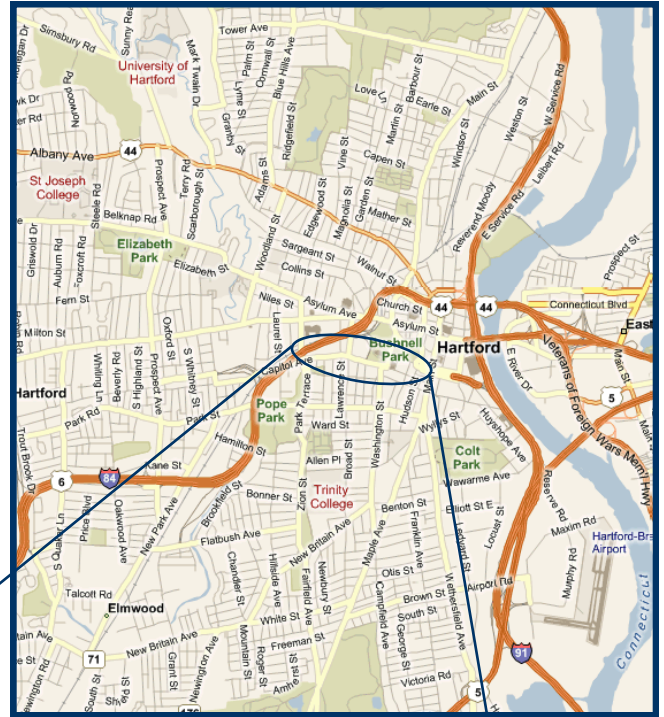 Simsbury Rd
Tower Ave
University of
Hartford
Mark Twain Dr
Lyme St
Granby St
Palm St
Cornwall St
Blue Hills Ave
Ridgefield St
Love Ln
Barbour St
Earle St
Main St
Martin St
Vine St
Capen St
Windsor St
Weston St
W Service Rd
Leibert Rd
Norwood Rd
Albany Ave
44
St Joseph
College
Steele Rd
Prospect Ave
Terry Rd
Scarborough St
Adams St
Woodland St
Edgewood St
Magnolia St
Garden St
Mather St
Reverend Moody
E Service Rd
Belknap Rd
Griswold Dr
Auburn Rd
Foxcroft Rd
Elizabeth
Park
Elizabeth St
Sargeant St
Collins St
Walnut St
Prospect St
Fern St
Niles St
Asylum Ave
Church St
44
44
Connecticut Blvd
Milton St
Oxford St
Laurel St
Asylum St
Bushnell
Park
Hartford
East
Main St
E River Dr
Veterans of Foreign Wars Mem'l Hwy
5
Hartford
Whiting Ln
Beverly Rd
S Highland St
Prospect Ave
S Whitney St
Capitol Ave
Park Terrace
Lawrence St
Hudson St
Main St
Park Rd
Park St
Pope
Park
Ward St
Washington St
Wyllys St
Huyshope Ave
Trout Brook Dr
Hamilton St
Allen Pl
Broad St
Colt
Park
Kane St
84
6
Zion St
Trinity
College
Wawarme Ave
Reserve Rd
Brookfield St
Bonner St
Benton St
Elliott St E
Locust St
Maxim Rd
Hartford-Bra
Airport
S Quaker Ln
Price Blvd
Oakwood Ave
New Park Ave
Flatbush Ave
New Britain Ave
Maple Ave
Franklin Ave
Ledyard St
Murphy Rd
Talcott Rd
Elmwood
Chandler St
Hillside Ave
Fairfield Ave
Newbury St
Otis St
Brown St
Airport Rd
Wethersfield Ave
White St
South St
Campfield Ave
George St
Freeman St
New Britain Ave
71
Grant St
Newington Ave
Mountain St
Roger St
Victoria Rd
5
91
Connecticut
South St